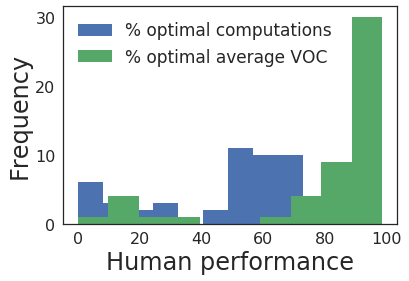 % optimal computations
% optimal average VOC
30
20
10
0
Frequency
0 20 40 60 80 100
Human performance